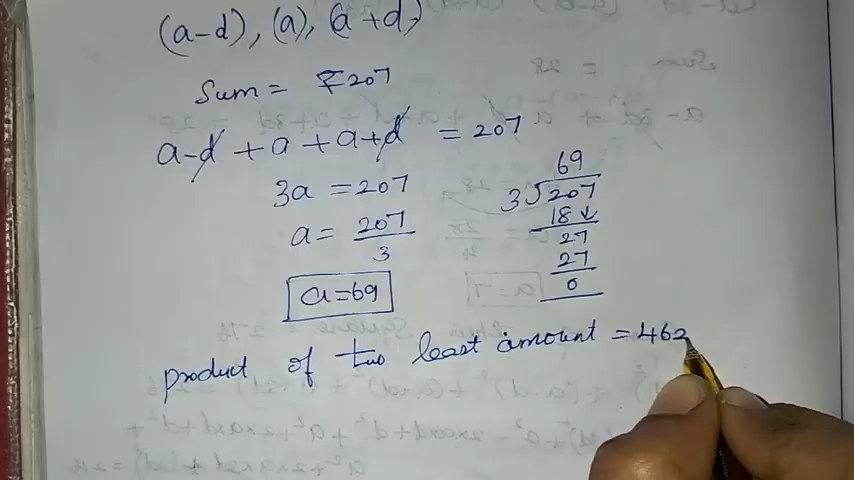 (a-d), (a), (a+d)
Sum = ₹207
a-d + a + a+d = 207
3a = 207
a = 207/3
a=69
69
3√207
18↓
27
27
0
product of two least amount = 462